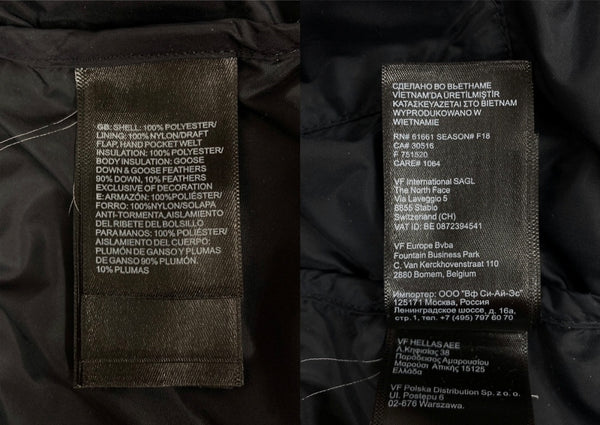 GB: SHELL: 100% POLYESTER/
LINING: 100% NYLON/DRAFT
FLAP, HAND POCKET WELT
INSULATION: 100% POLYESTER/
BODY INSULATION: GOOSE
DOWN & GOOSE FEATHERS
90% DOWN, 10% FEATHERS
EXCLUSIVE OF DECORATION
E: ARMAZÓN: 100%POLIÉSTER/
FORRO: 100%NYLON/SOLAPA
ANTI-TORMENTA,AISLAMIENTO
DEL RIBETE DEL BOLSILLO
PARA MANOS: 100% POLIÉSTER/
AISLAMIENTO DEL CUERPO:
PLUMÓN DE GANSO Y PLUMAS
DE GANSO 90% PLUMÓN.
10% PLUMAS
СДЕЛАНО ВО ВЬЕТНАМЕ
VİETNAM'DA ÜRETİLMİŞTİR
ΚΑΤΑΣΚΕΥΑΖΕΤΑΙ ΣΤΟ ΒΙΕΤΝΑΜ
WYPRODUKOWANO W
WIETNAMIE
RN# 61661 SEASON# F18
CA# 30516
F 751520
CARE# 1064
VF International SAGL
The North Face
Via Laveggio 5
6855 Stabio
Switzerland (CH)
VAT ID: BE 0872394541
VF Europe Bvba
Fountain Business Park
C. Van Kerckhovenstraat 110
2880 Bornem, Belgium
Импортер: ООО "Вф Си-Ай-Эс"
125171 Москва, Россия
Ленинградское шоссе, д. 16а,
стр. 1, тел. +7 (495) 797 60 70
VF HELLAS AEE
Λ.Κηφισίας 38
Παράδεισος Αμαρουσίου
Μαρούσι Αττικής 15125
Ελλάδα
VF Polska Distribution Sp. z o. o.
Ul. Postępu 6
02-676 Warszawa.